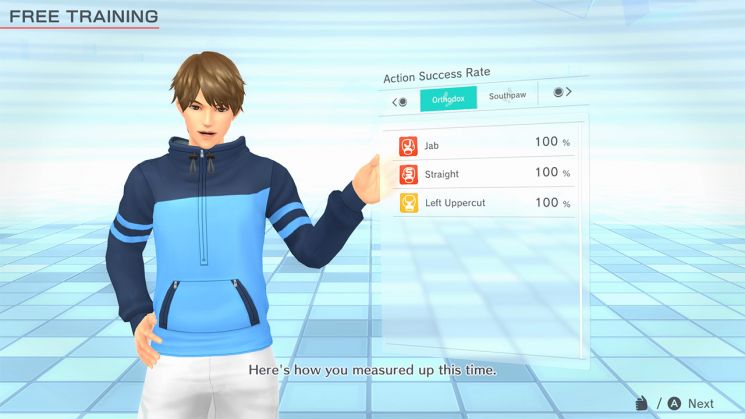 FREE TRAINING
Action Success Rate
Orthodox
Southpaw
Jab 100 %
Straight 100 %
Left Uppercut 100 %
Here's how you measured up this time.
/ A Next